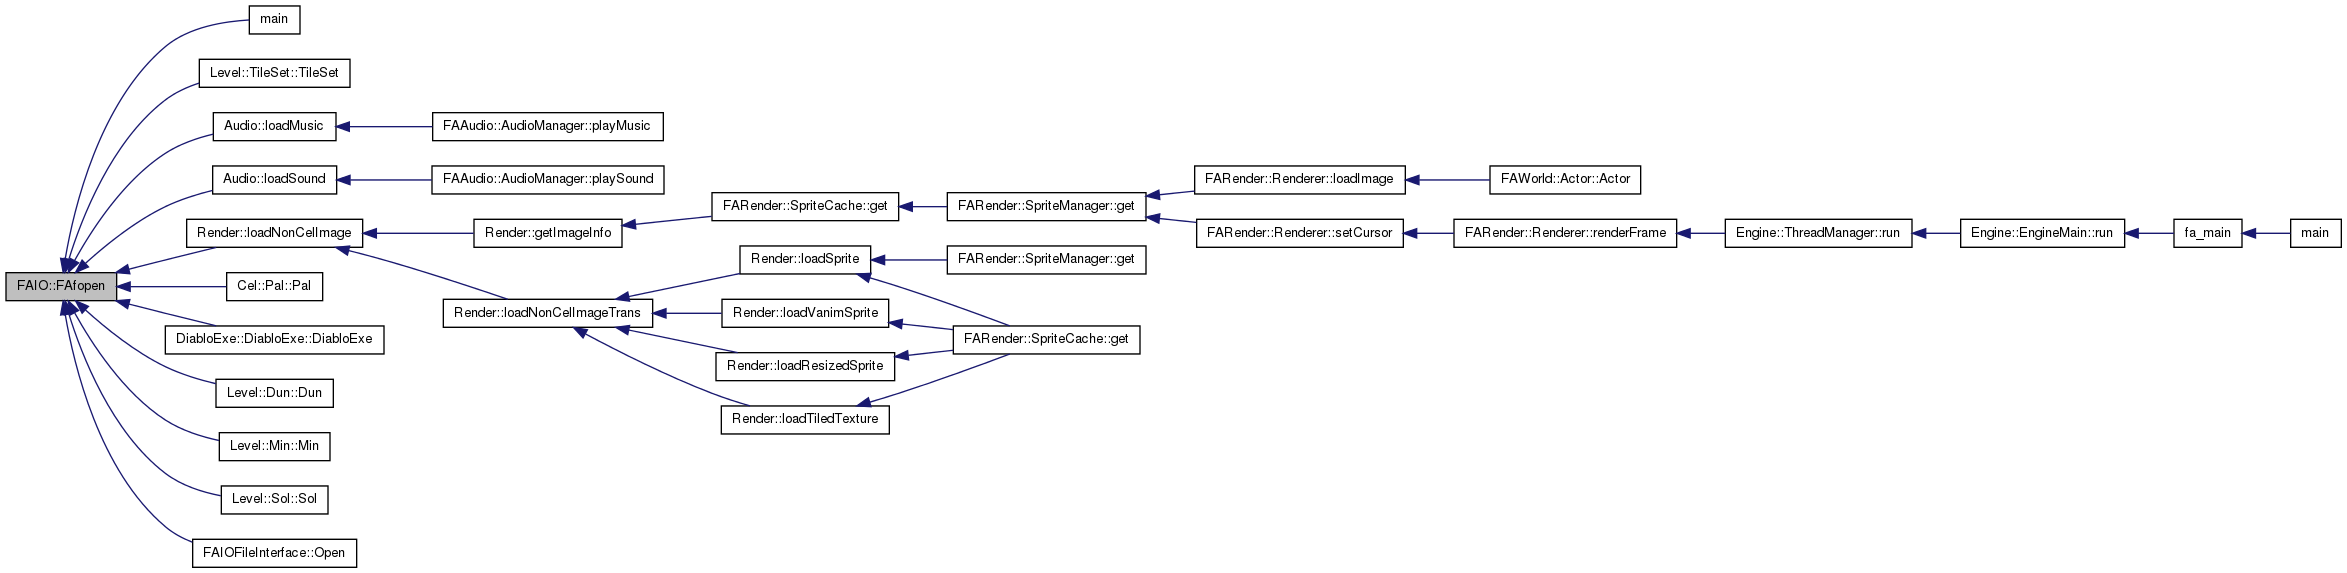 main
Level::TileSet::TileSet
Audio::loadMusic
FAAudio::AudioManager::playMusic
Audio::loadSound
FAAudio::AudioManager::playSound
FARender::Renderer::loadImage
FAWorld::Actor::Actor
FARender::SpriteCache::get
FARender::SpriteManager::get
Render::loadNonCelImage
Render::getImageInfo
FARender::Renderer::setCursor
FARender::Renderer::renderFrame
Engine::ThreadManager::run
Engine::EngineMain::run
fa_main
main
Render::loadSprite
FARender::SpriteManager::get
FAIO::FAfopen
Cel::Pal::Pal
Render::loadNonCelImageTrans
Render::loadVanimSprite
DiabloExe::DiabloExe::DiabloExe
FARender::SpriteCache::get
Render::loadResizedSprite
Level::Dun::Dun
Render::loadTiledTexture
Level::Min::Min
Level::Sol::Sol
FAIOFileInterface::Open